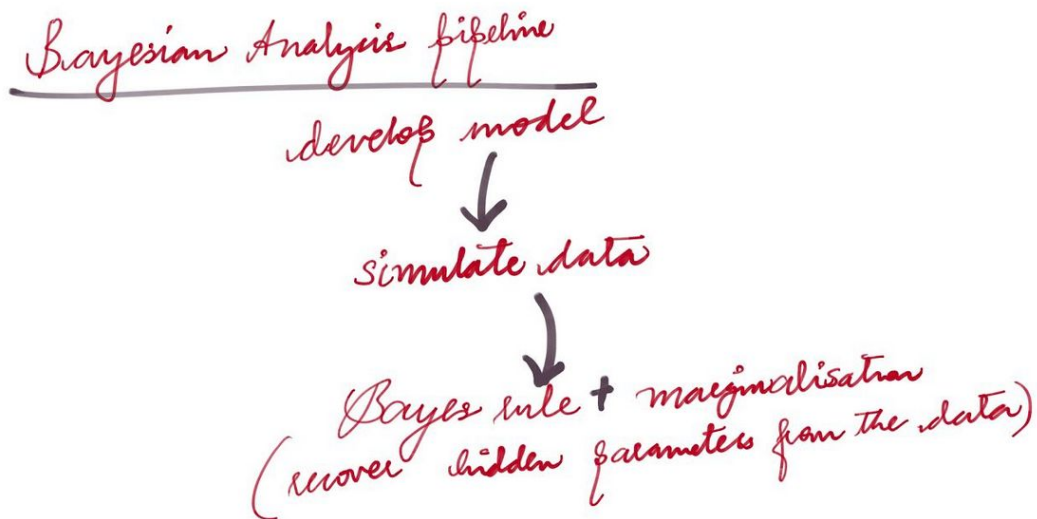 Bayesian Analysis pipeline
develop model
simulate data
Bayes rule + marginalisation
(recover hidden parameters from the data)